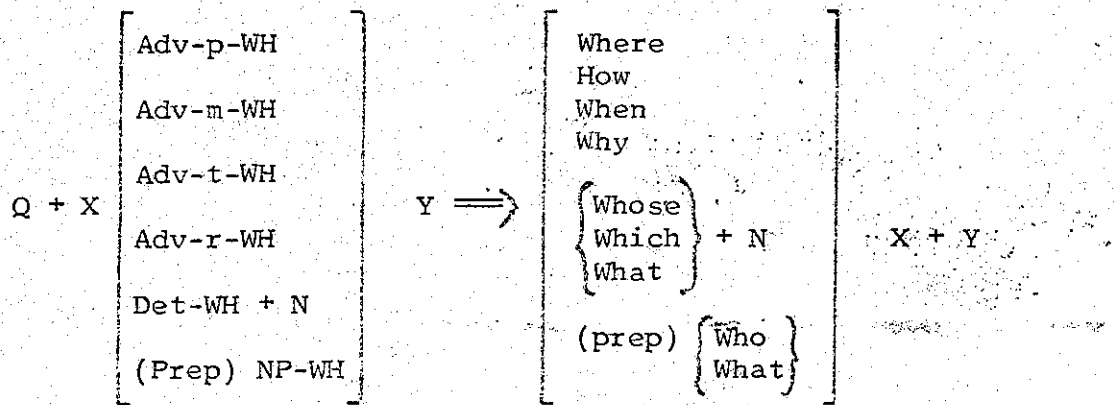 Adv-p-WH Where
How
Adv-m-WH When
Why
Adv-t-WH
Whose
Q + X Adv-r-WH Y ⟹ Which + N X + Y
What
Det-WH + N
(prep) Who
(Prep) NP-WH What